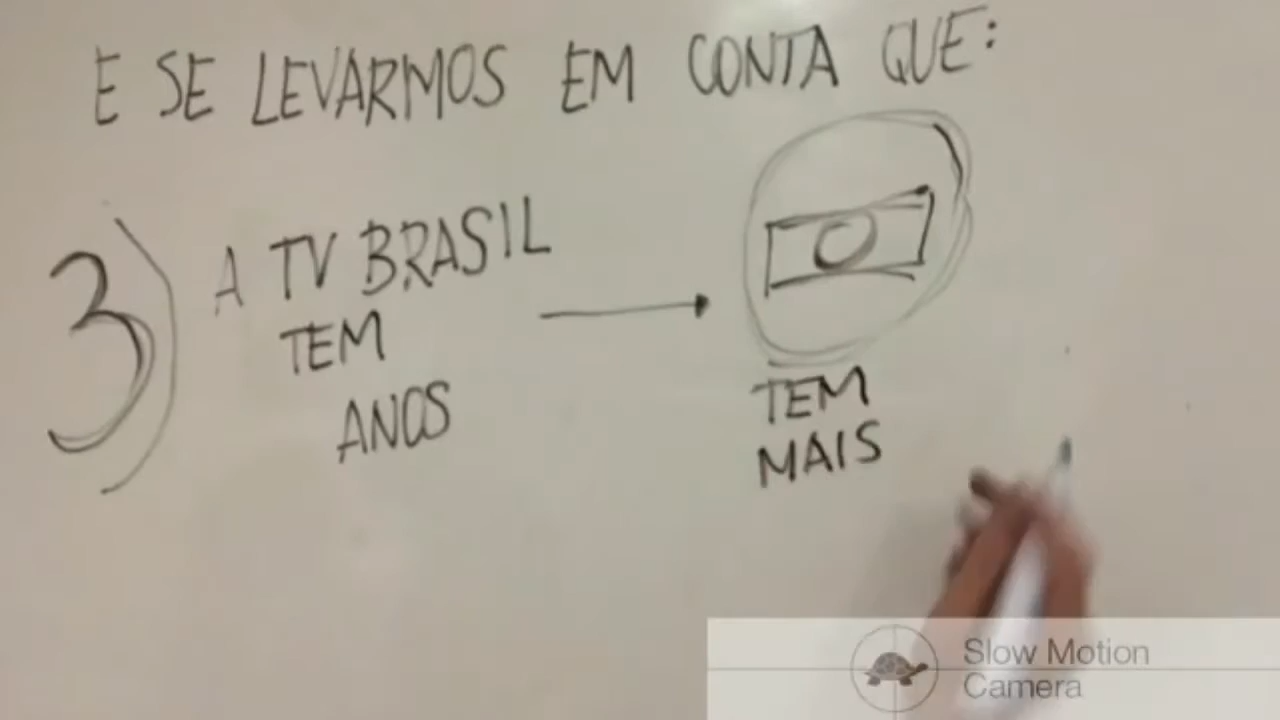 E SE LEVARMOS EM CONTA QUE:
3) A TV BRASIL
TEM
ANOS
TEM
MAIS
Slow Motion
Camera